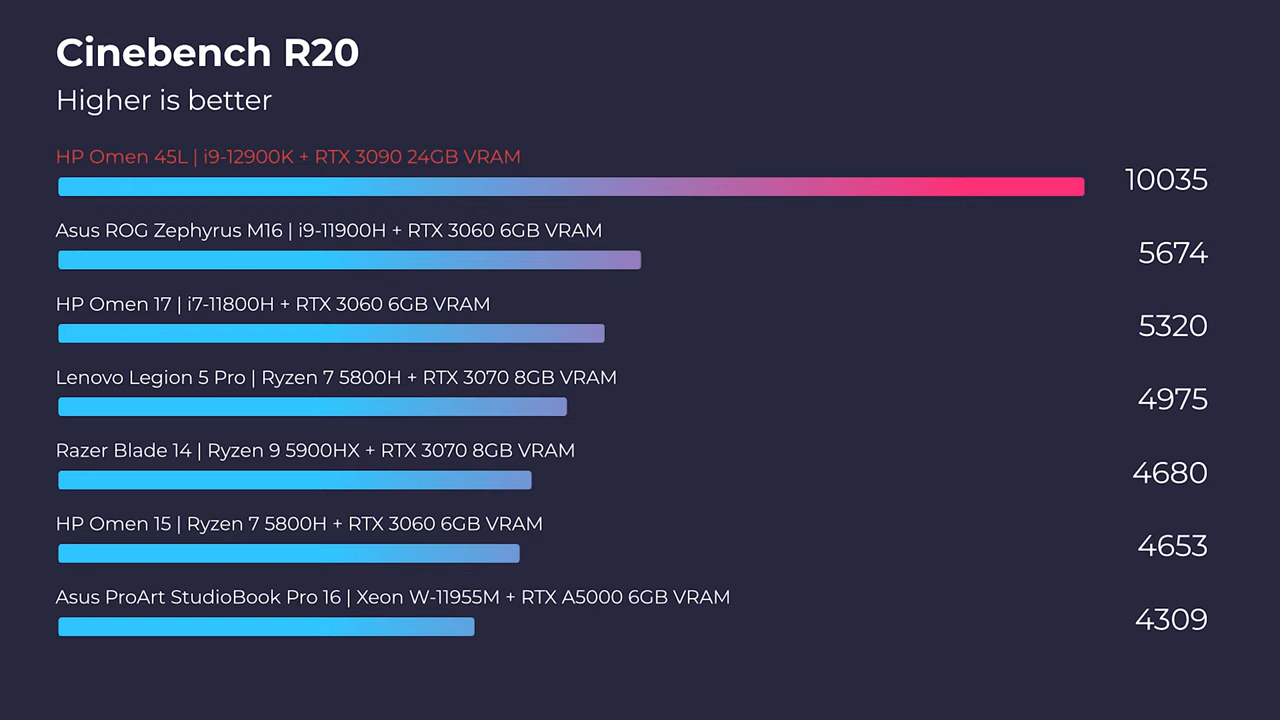 Cinebench R20
Higher is better
HP Omen 45L | i9-12900K + RTX 3090 24GB VRAM
10035
Asus ROG Zephyrus M16 | i9-11900H + RTX 3060 6GB VRAM
5674
HP Omen 17 | i7-11800H + RTX 3060 6GB VRAM
5320
Lenovo Legion 5 Pro | Ryzen 7 5800H + RTX 3070 8GB VRAM
4975
Razer Blade 14 | Ryzen 9 5900HX + RTX 3070 8GB VRAM
4680
HP Omen 15 | Ryzen 7 5800H + RTX 3060 6GB VRAM
4653
Asus ProArt StudioBook Pro 16 | Xeon W-11955M + RTX A5000 6GB VRAM
4309